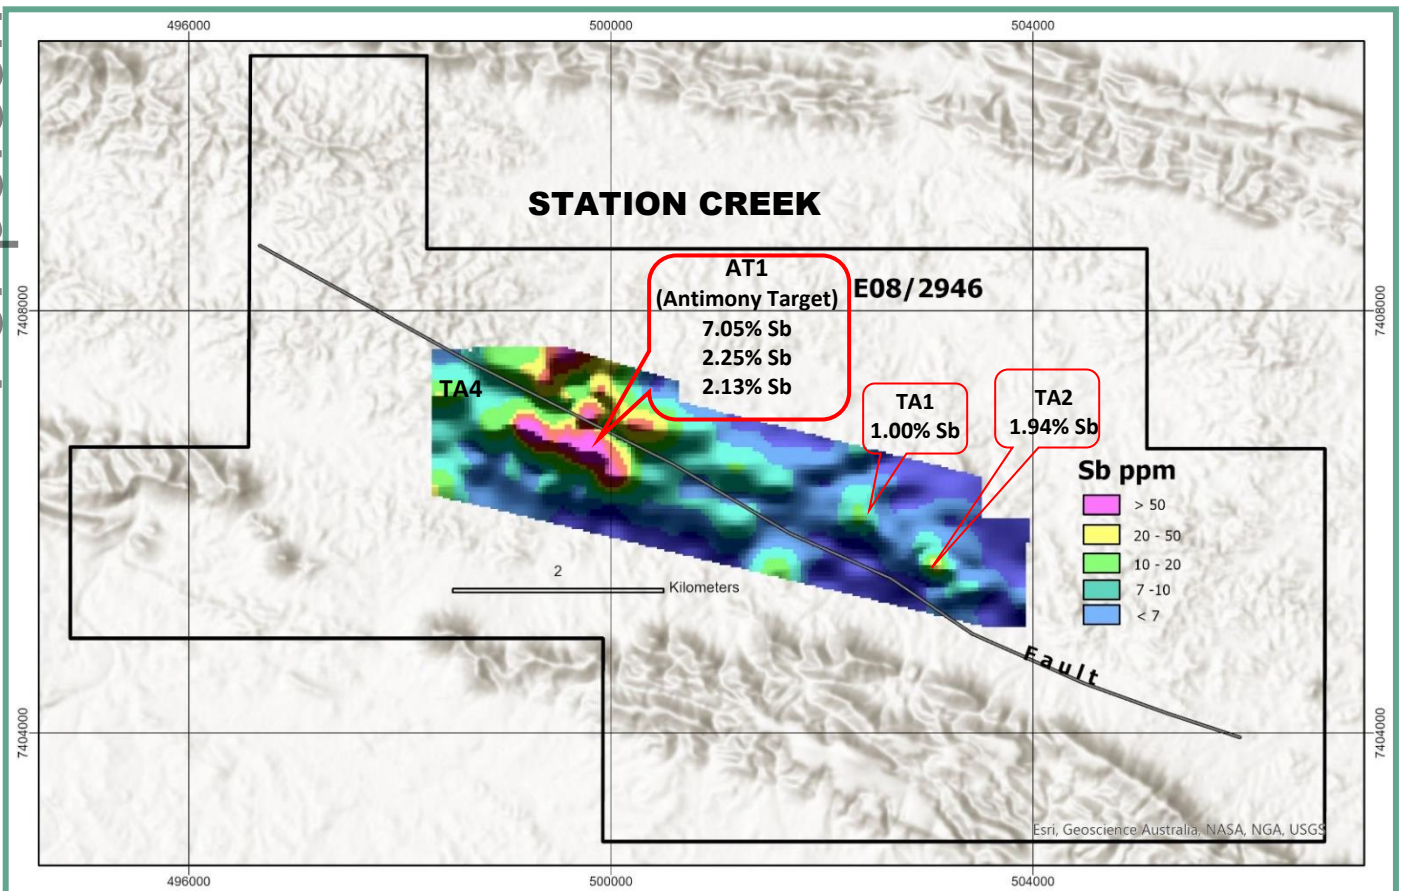 496000
500000
504000
STATION CREEK
AT1
(Antimony Target)
7.05% Sb
2.25% Sb
2.13% Sb
E08/2946
7408000
7408000
TA4
TA1
1.00% Sb
TA2
1.94% Sb
Sb ppm
> 50
20 - 50
10 - 20
7 -10
< 7
2
Kilometers
Fault
7404000
7404000
Esri, Geoscience Australia, NASA, NGA, USGS
496000
500000
504000